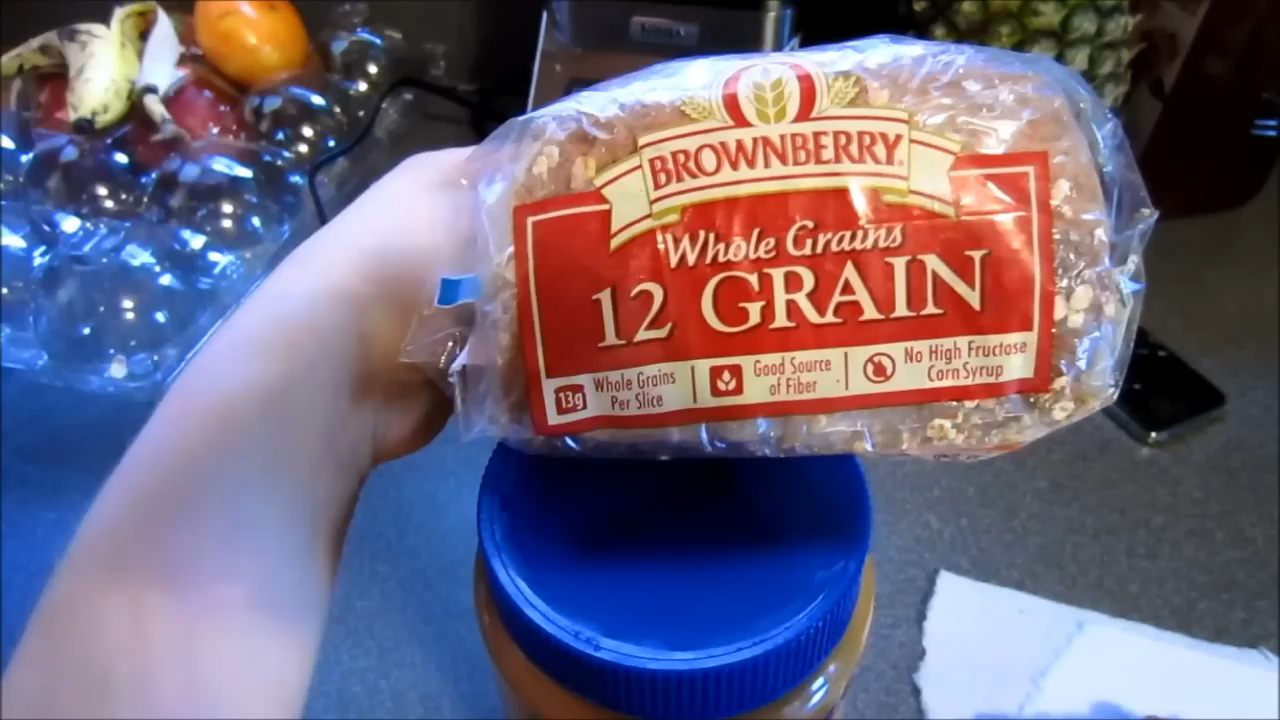 BROWNBERRY
Whole Grains
12 GRAIN
13g
Whole Grains
Per Slice
Good Source
of Fiber
No High Fructose
Corn Syrup